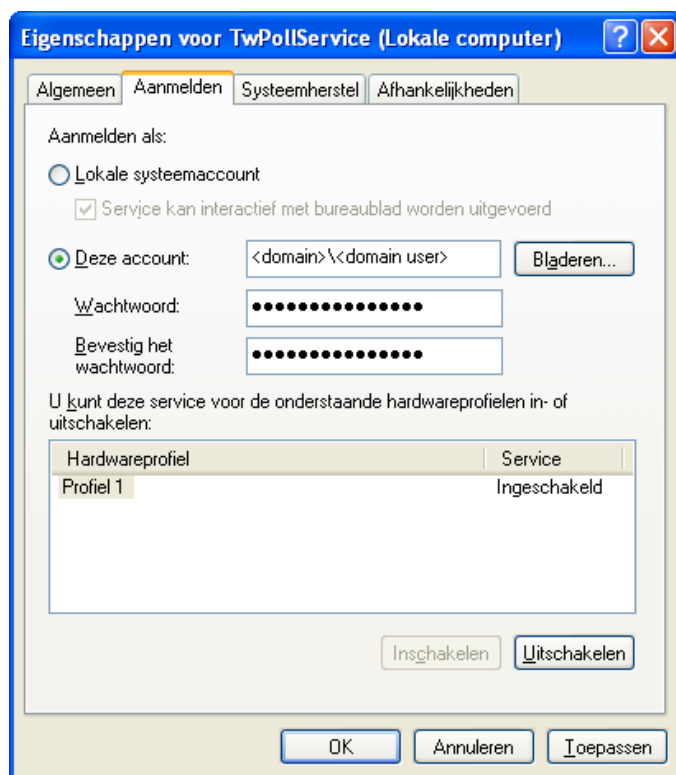 Eigenschappen voor TwPollService (Lokale computer)
Algemeen Aanmelden Systeemherstel Afhankelijkheden
Aanmelden als:
Lokale systeemaccount
Service kan interactief met bureaublad worden uitgevoerd
Deze account: <domain>\<domain user> Bladeren...
Wachtwoord: ●●●●●●●●●●●●●●●
Bevestig het
wachtwoord: ●●●●●●●●●●●●●●●
U kunt deze service voor de onderstaande hardwareprofielen in- of
uitschakelen:
Hardwareprofiel Service
Profiel 1 Ingeschakeld
Inschakelen Uitschakelen
OK Annuleren Toepassen